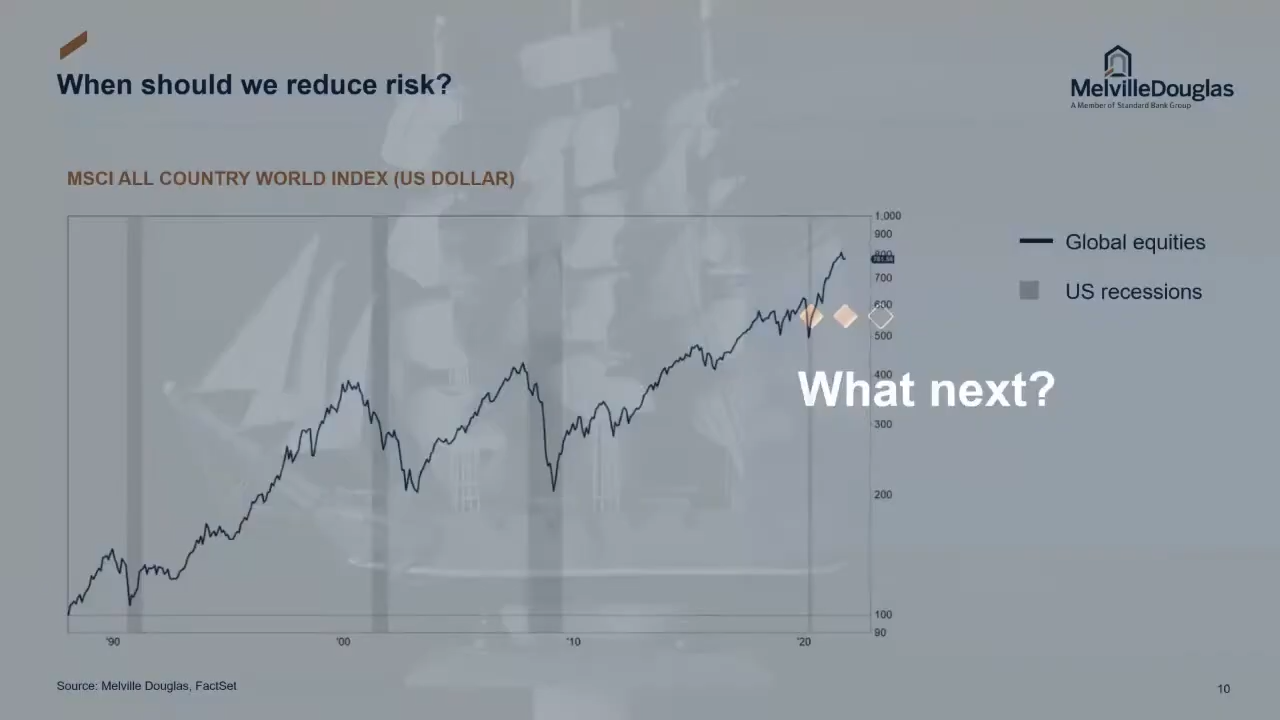 When should we reduce risk?
MelvilleDouglas
A Member of Standard Bank Group
MSCI ALL COUNTRY WORLD INDEX (US DOLLAR)
1,000
900
800
700
600
500
400
300
200
100
90
Global equities
US recessions
What next?
'90
'00
'10
'20
Source: Melville Douglas, FactSet
10